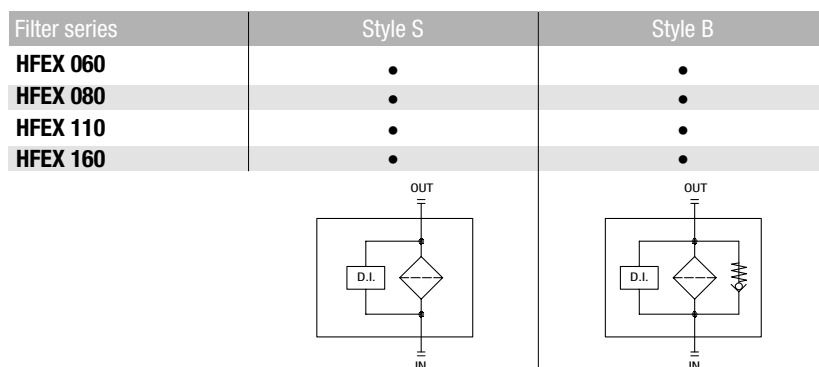 Filter series Style S Style B
HFEX 060 • •
HFEX 080 • •
HFEX 110 • •
HFEX 160 • •
OUT OUT
D.I. D.I.
IN IN